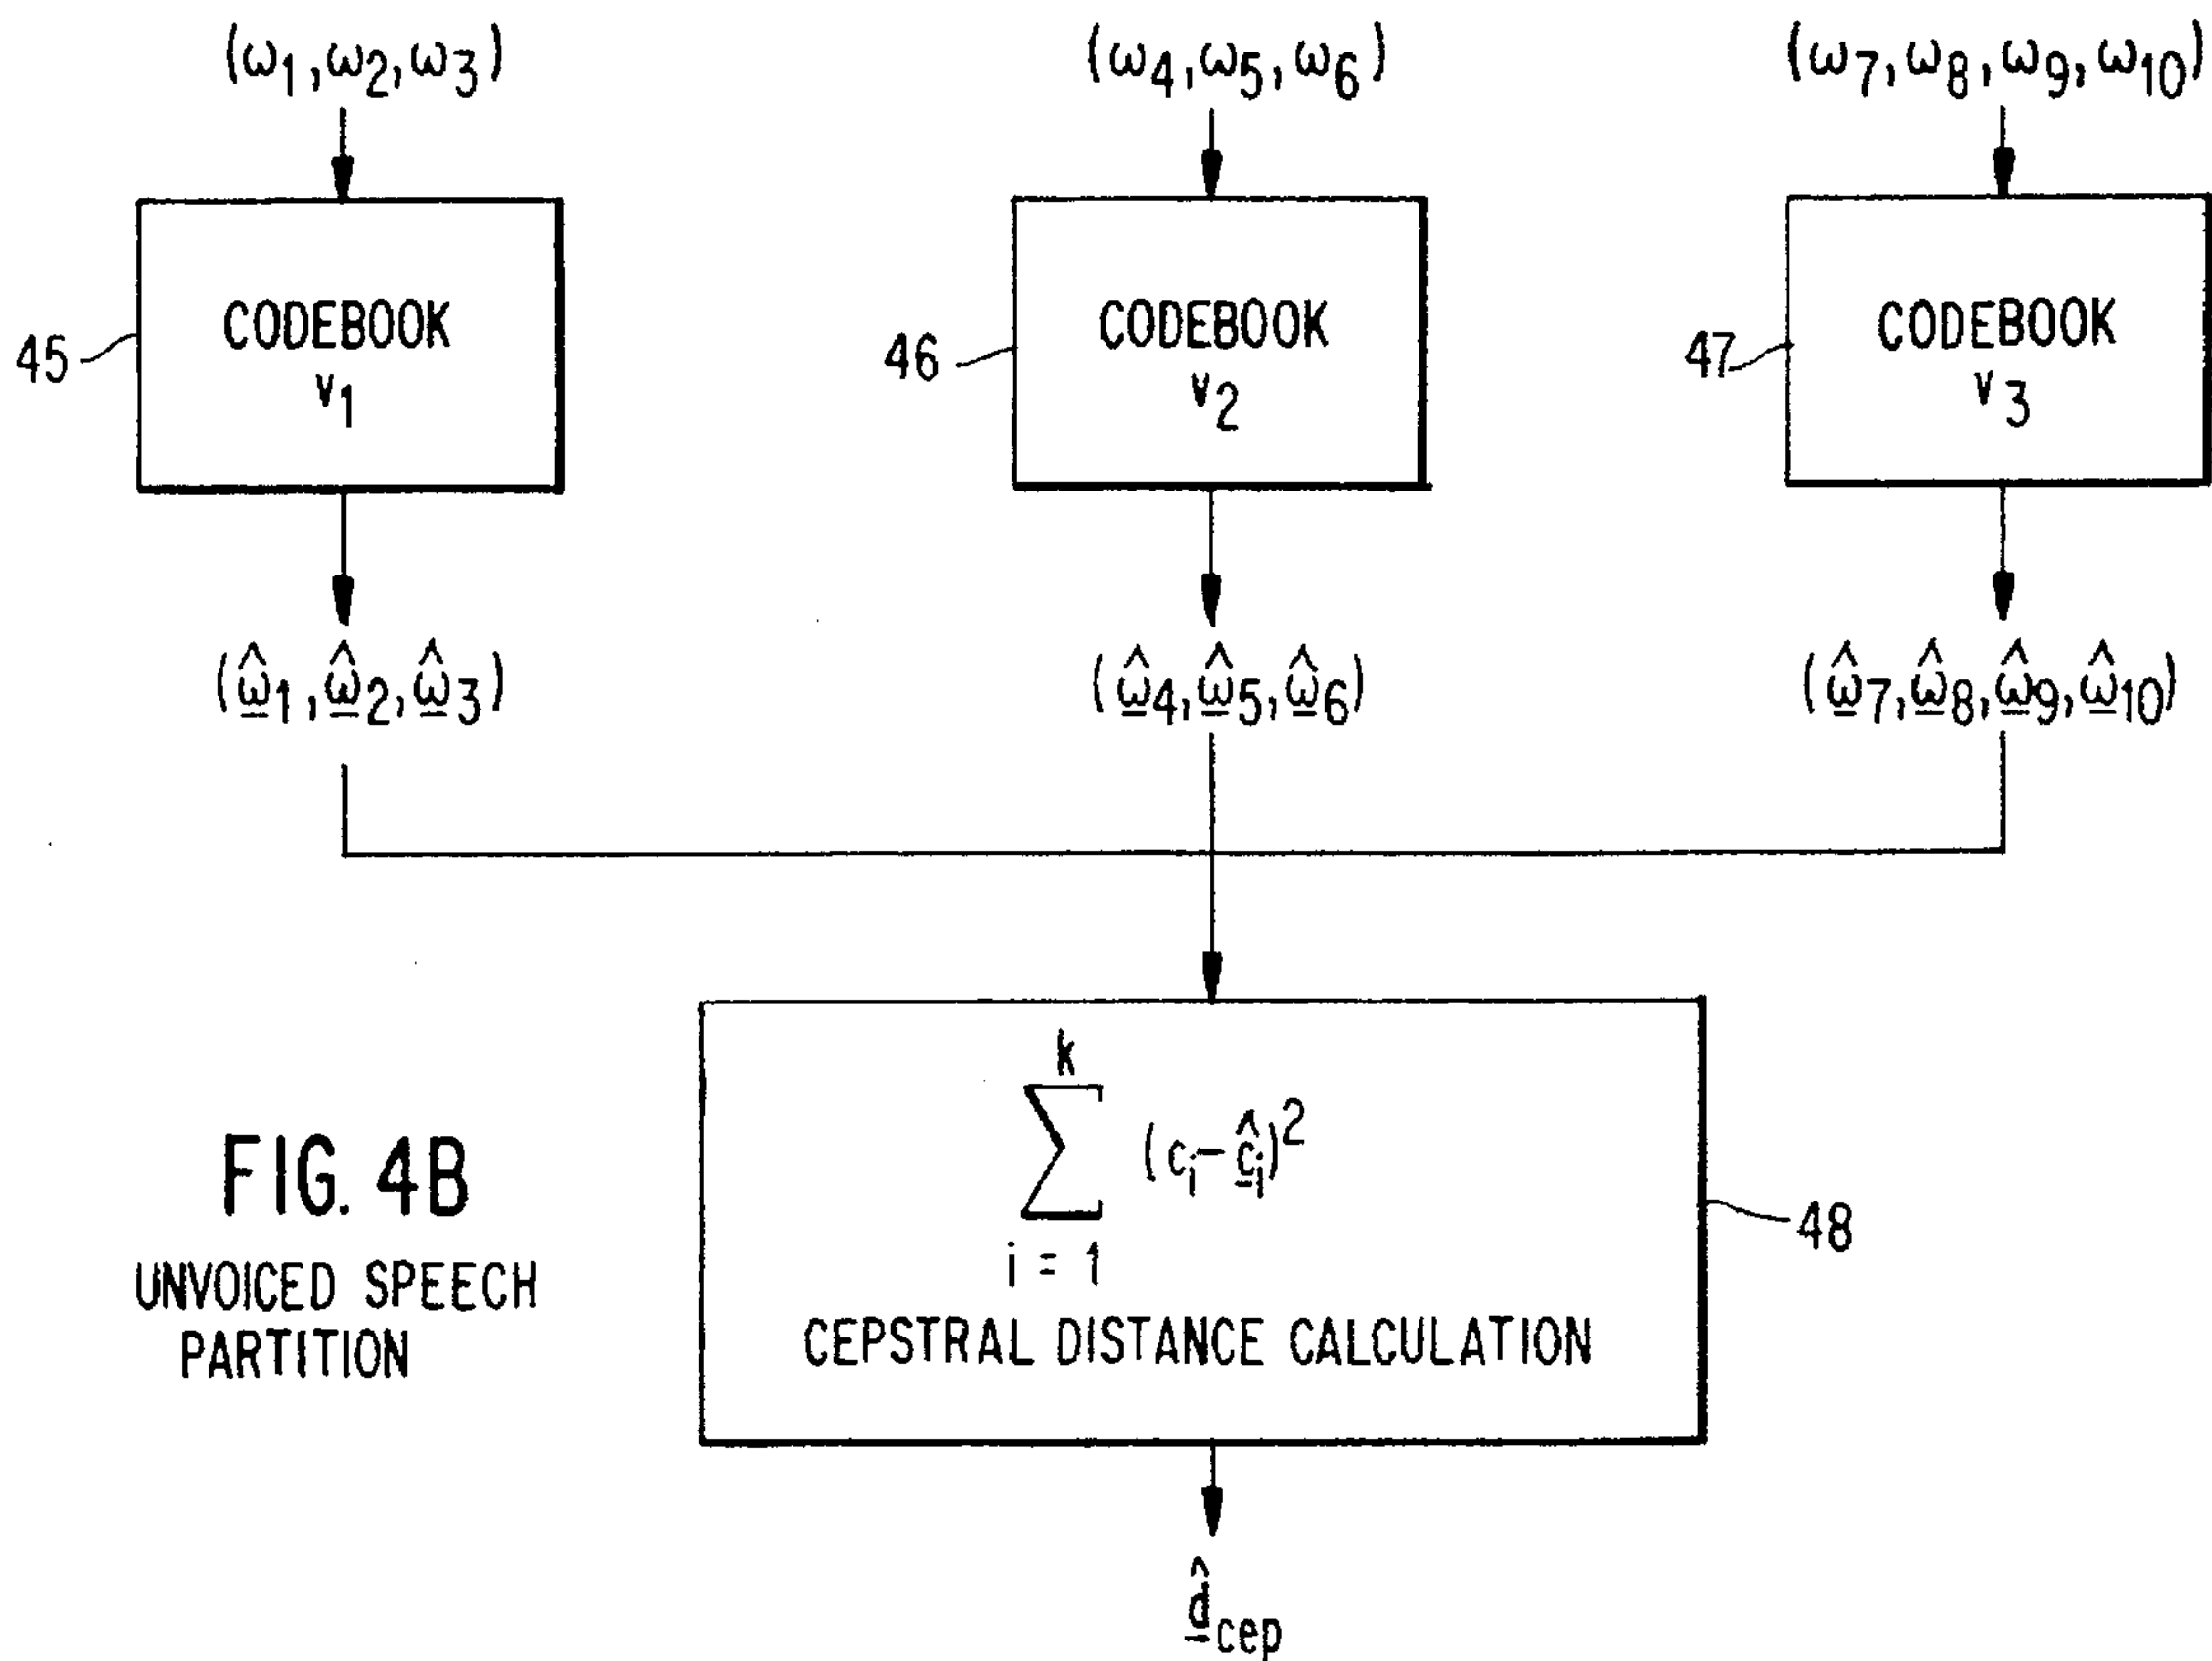 (ω1,ω2,ω3) (ω4,ω5,ω6) (ω7,ω8,ω9,ω10)
45 CODEBOOK v1
46 CODEBOOK v2
47 CODEBOOK v3
(ω̲̂1,ω̲̂2,ω̲̂3) (ω̲̂4,ω̲̂5,ω̲̂6) (ω̲̂7,ω̲̂8,ω̲̂9,ω̲̂10)
k
∑ (ci-ĉ̲i)²
i = 1
CEPSTRAL DISTANCE CALCULATION
48
FIG. 4B
UNVOICED SPEECH
PARTITION
d̲̂cep